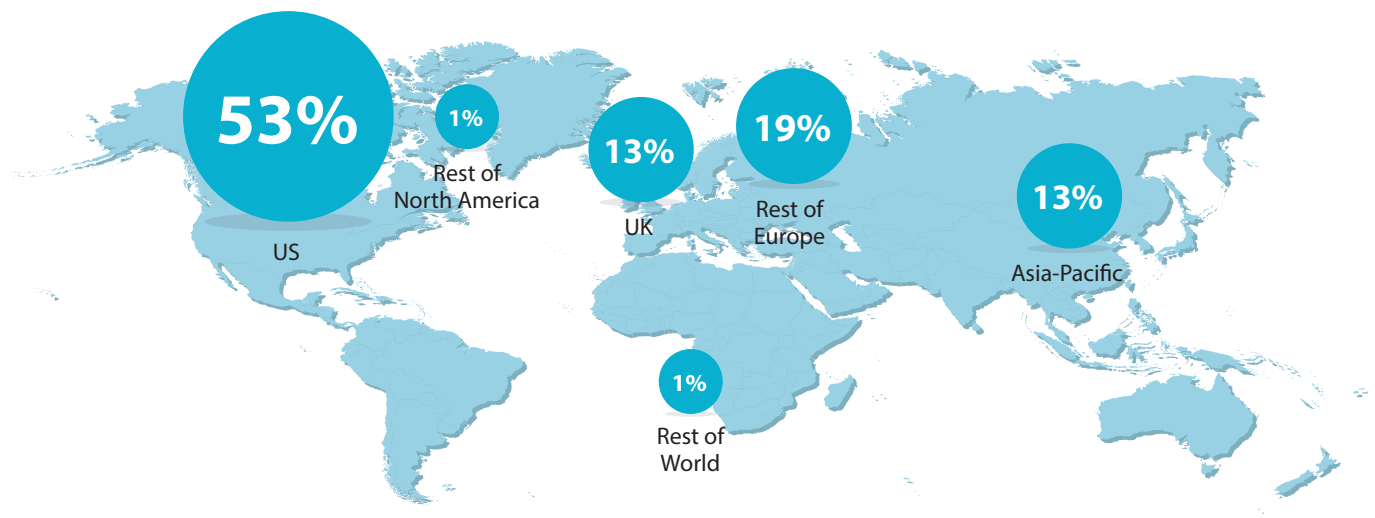 53%
US
1%
Rest of
North America
13%
UK
19%
Rest of
Europe
13%
Asia-Pacific
1%
Rest of
World